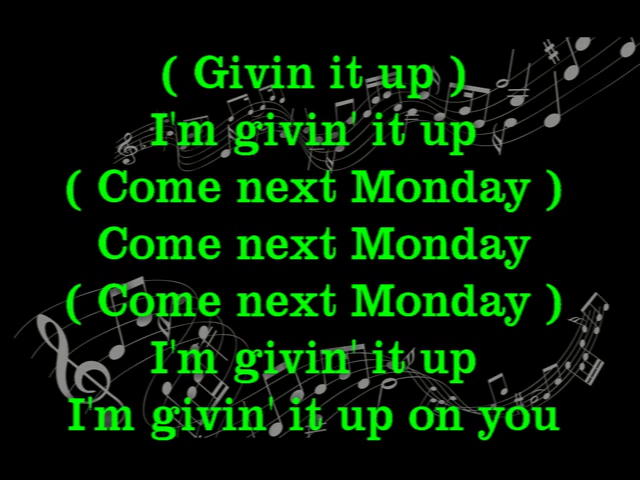 ( Givin it up )
I'm givin' it up
( Come next Monday )
Come next Monday
( Come next Monday )
I'm givin' it up
I'm givin' it up on you